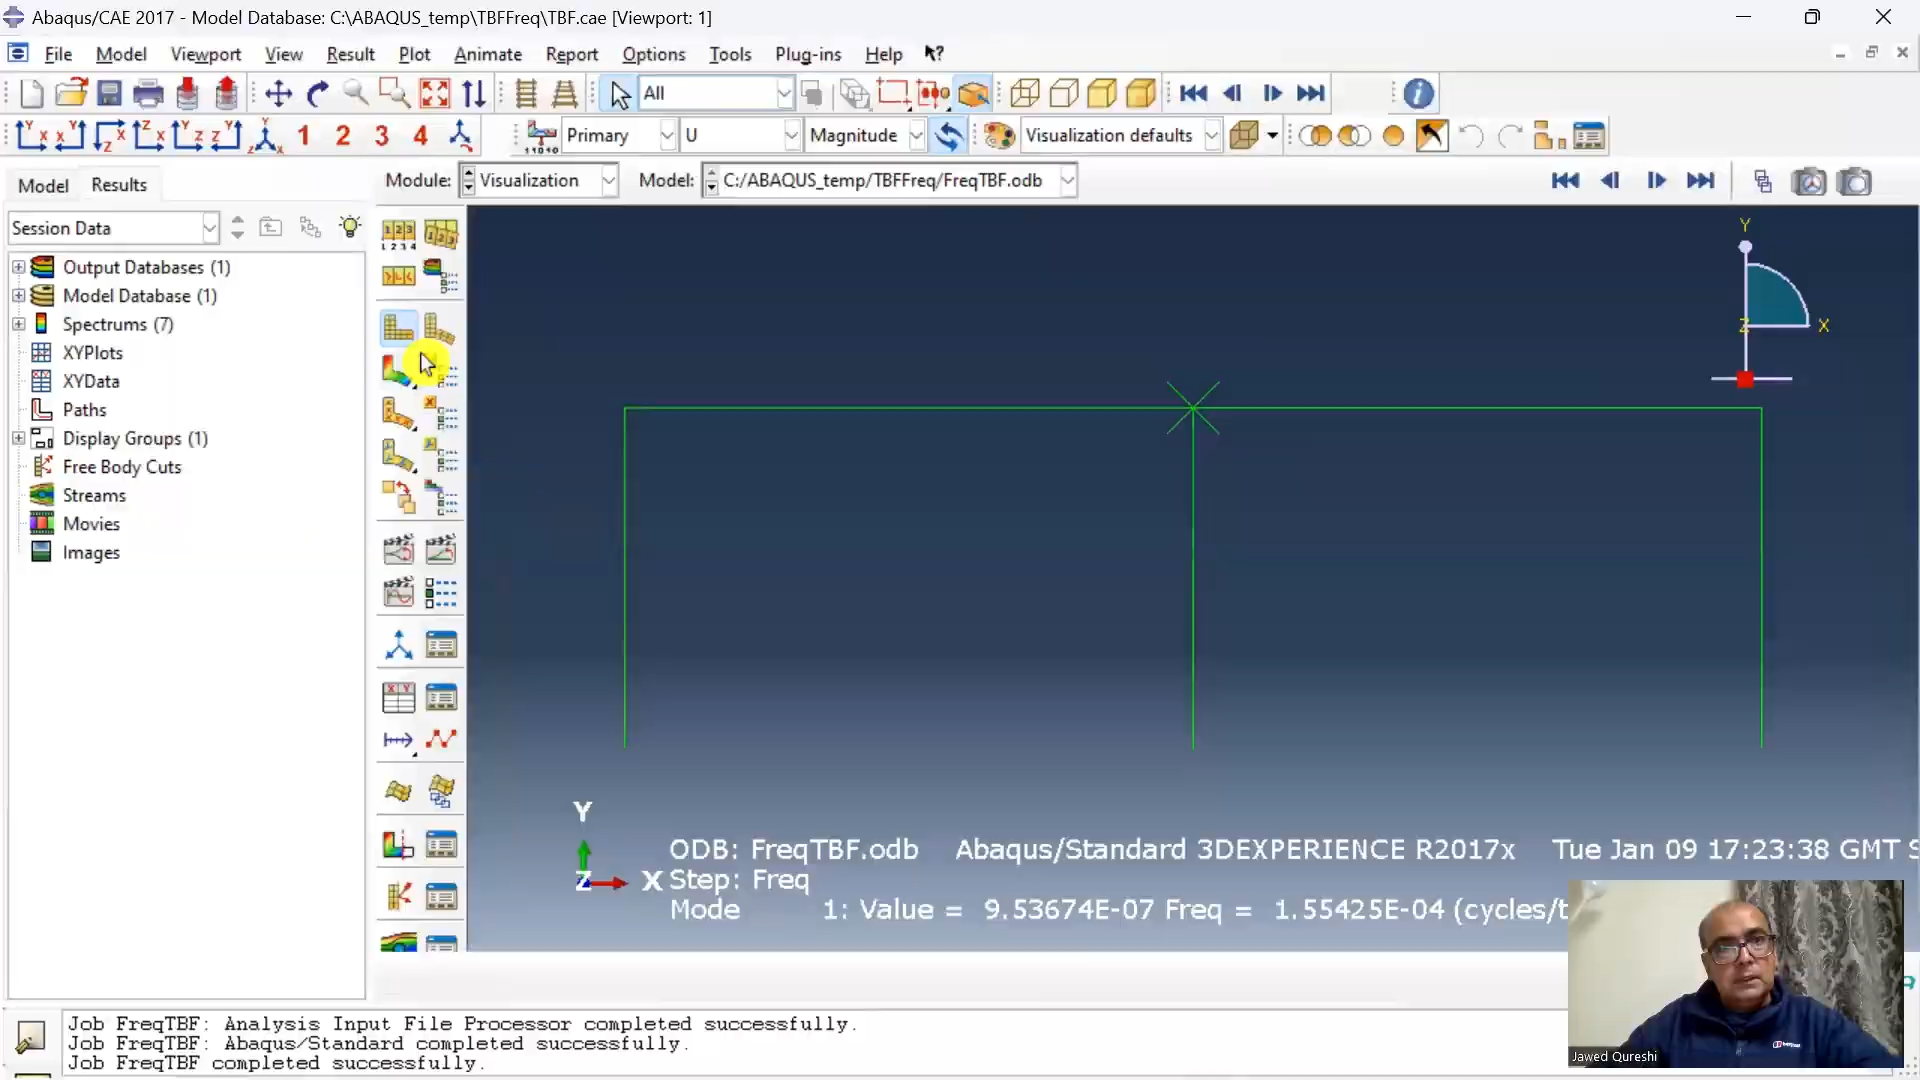 Abaqus/CAE 2017 - Model Database: C:\ABAQUS_temp\TBFFreq\TBF.cae [Viewport: 1]
File Model Viewport View Result Plot Animate Report Options Tools Plug-ins Help
All
1 2 3 4
Primary U Magnitude Visualization defaults
Model Results
Module: Visualization Model: C:/ABAQUS_temp/TBFFreq/FreqTBF.odb
Session Data
Output Databases (1)
Model Database (1)
Spectrums (7)
XYPlots
XYData
Paths
Display Groups (1)
Free Body Cuts
Streams
Movies
Images
Y
Z X
Y
Z X
ODB: FreqTBF.odb Abaqus/Standard 3DEXPERIENCE R2017x Tue Jan 09 17:23:38 GMT S
Step: Freq
Mode 1: Value = 9.53674E-07 Freq = 1.55425E-04 (cycles/t
Job FreqTBF: Analysis Input File Processor completed successfully.
Job FreqTBF: Abaqus/Standard completed successfully.
Job FreqTBF completed successfully.
Jawed Qureshi